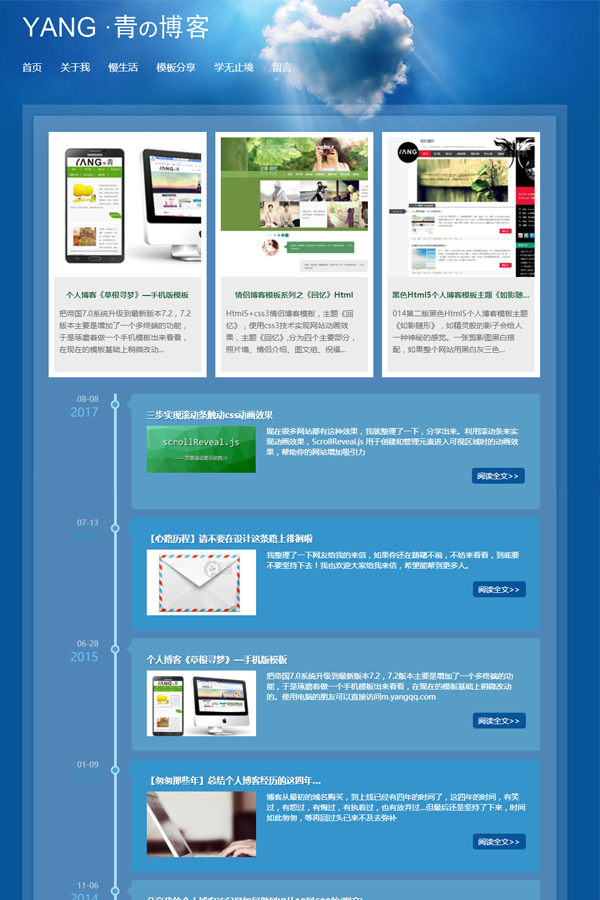 YANG ·青の博客
首页 关于我 慢生活 模板分享 学无止境 留言
YANG 青
YANG
个人博客《草根寻梦》—手机版模板
把帝国7.0系统升级到最新版本7.2，7.2
版本主要是增加了一个多终端的功能，
于是琢磨着做一个手机模板出来看看，
在现在的模板基础上稍微改动...
情侣博客模板系列之《回忆》Html
Html5+css3情侣博客模板，主题《回
忆》，使用css3技术实现网站动画效
果，主题《回忆》,分为四个主要部分，
照片墙、情侣介绍、图文组、祝福...
黑色Html5个人博客模板主题《如影随...
014第二版黑色Html5个人博客模板主题
《如影随形》，如精灵般的影子会给人
一种神秘的感觉。一张剪影图黑白搭
配，如果整个网站用黑白灰三色...
08-08
2017
三步实现滚动条触动css动画效果
scrollReveal.js
现在很多网站都有这种效果，我就整理了一下，分享出来。利用滚动条来实
现动画效果，ScrollReveal.js 用于创建和管理元素进入可视区域时的动画效
果，帮助你的网站增加吸引力
阅读全文>>
07-13
【心路历程】请不要在设计这条路上徘徊啦
我整理了一下网友给我的来信，如果你还在踌躇不前，不妨来看看，到底要
不要坚持下去！我也欢迎大家给我来信，希望能帮到更多人。
阅读全文>>
06-28
2015
个人博客《草根寻梦》—手机版模板
把帝国7.0系统升级到最新版本7.2，7.2版本主要是增加了一个多终端的功
能，于是琢磨着做一个手机模板出来看看，在现在的模板基础上稍微改动
的。使用电脑的朋友可以直接访问m.yangqq.com
阅读全文>>
01-09
【匆匆那些年】总结个人博客经历的这四年...
博客从最初的域名购买，到上线已经有四年的时间了，这四年的时间，有笑
过，有怨过，有悔过，有执着过，也有放弃过...但最后还是坚持了下来，时间
如此匆匆，等再回过头已来不及去弥补
阅读全文>>
11-06
2014